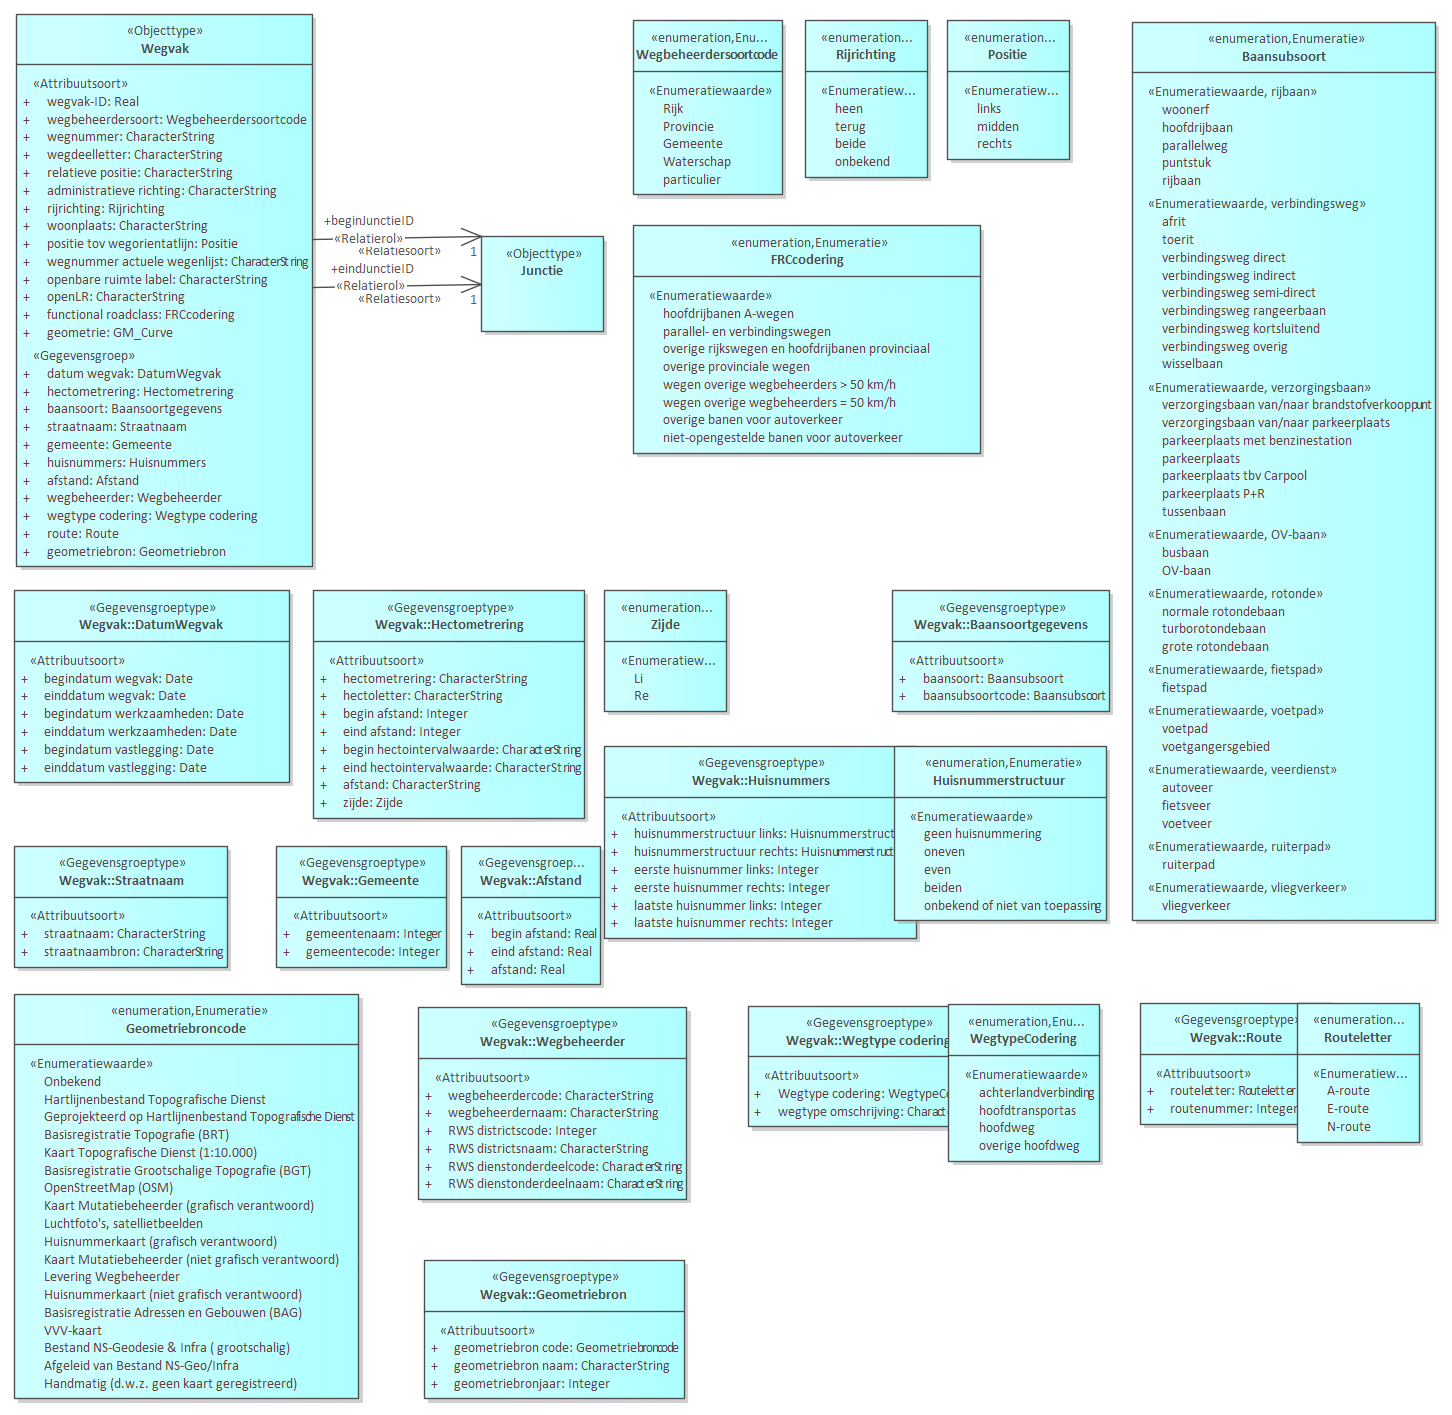 «Objecttype»
Wegvak
«Attribuutsoort»
+ wegvak-ID: Real
+ wegbeheerdersoort: Wegbeheerdersoortcode
+ wegnummer: CharacterString
+ wegdeelletter: CharacterString
+ relatieve positie: CharacterString
+ administratieve richting: CharacterString
+ rijrichting: Rijrichting
+ woonplaats: CharacterString
+ positie tov wegorientatlijn: Positie
+ wegnummer actuele wegenlijst: CharacterString
+ openbare ruimte label: CharacterString
+ openLR: CharacterString
+ functional roadclass: FRCcodering
+ geometrie: GM_Curve
«Gegevensgroep»
+ datum wegvak: DatumWegvak
+ hectometrering: Hectometrering
+ baansoort: Baansoortgegevens
+ straatnaam: Straatnaam
+ gemeente: Gemeente
+ huisnummers: Huisnummers
+ afstand: Afstand
+ wegbeheerder: Wegbeheerder
+ wegtype codering: Wegtype codering
+ route: Route
+ geometriebron: Geometriebron
+beginJunctieID
«Relatierol»
«Relatiesoort»
1
+eindJunctieID
«Relatierol»
«Relatiesoort»
1
«Objecttype»
Junctie
«enumeration,Enu...
Wegbeheerdersoortcode
«Enumeratiewaarde»
Rijk
Provincie
Gemeente
Waterschap
particulier
«enumeration...
Rijrichting
«Enumeratiew...
heen
terug
beide
onbekend
«enumeration...
Positie
«Enumeratiew...
links
midden
rechts
«enumeration,Enumeratie»
FRCcodering
«Enumeratiewaarde»
hoofdrijbanen A-wegen
parallel- en verbindingswegen
overige rijkswegen en hoofdrijbanen provinciaal
overige provinciale wegen
wegen overige wegbeheerders > 50 km/h
wegen overige wegbeheerders = 50 km/h
overige banen voor autoverkeer
niet-opengestelde banen voor autoverkeer
«enumeration,Enumeratie»
Baansubsoort
«Enumeratiewaarde, rijbaan»
woonerf
hoofdrijbaan
parallelweg
puntstuk
rijbaan
«Enumeratiewaarde, verbindingsweg»
afrit
toerit
verbindingsweg direct
verbindingsweg indirect
verbindingsweg semi-direct
verbindingsweg rangeerbaan
verbindingsweg kortsluitend
verbindingsweg overig
wisselbaan
«Enumeratiewaarde, verzorgingsbaan»
verzorgingsbaan van/naar brandstofverkooppunt
verzorgingsbaan van/naar parkeerplaats
parkeerplaats met benzinestation
parkeerplaats
parkeerplaats tbv Carpool
parkeerplaats P+R
tussenbaan
«Enumeratiewaarde, OV-baan»
busbaan
OV-baan
«Enumeratiewaarde, rotonde»
normale rotondebaan
turborotondebaan
grote rotondebaan
«Enumeratiewaarde, fietspad»
fietspad
«Enumeratiewaarde, voetpad»
voetpad
voetgangersgebied
«Enumeratiewaarde, veerdienst»
autoveer
fietsveer
voetveer
«Enumeratiewaarde, ruiterpad»
ruiterpad
«Enumeratiewaarde, vliegverkeer»
vliegverkeer
«Gegevensgroeptype»
Wegvak::DatumWegvak
«Attribuutsoort»
+ begindatum wegvak: Date
+ einddatum wegvak: Date
+ begindatum werkzaamheden: Date
+ einddatum werkzaamheden: Date
+ begindatum vastlegging: Date
+ einddatum vastlegging: Date
«Gegevensgroeptype»
Wegvak::Hectometrering
«Attribuutsoort»
+ hectometrering: CharacterString
+ hectoletter: CharacterString
+ begin afstand: Integer
+ eind afstand: Integer
+ begin hectointervalwaarde: CharacterString
+ eind hectointervalwaarde: CharacterString
+ afstand: CharacterString
+ zijde: Zijde
«enumeration...
Zijde
«Enumeratiew...
Li
Re
«Gegevensgroeptype»
Wegvak::Baansoortgegevens
«Attribuutsoort»
+ baansoort: Baansubsoort
+ baansubsoortcode: Baansubsoort
«Gegevensgroeptype»
Wegvak::Huisnummers
«Attribuutsoort»
+ huisnummerstructuur links: Huisnummerstruct
+ huisnummerstructuur rechts: Huisnummerstruct
+ eerste huisnummer links: Integer
+ eerste huisnummer rechts: Integer
+ laatste huisnummer links: Integer
+ laatste huisnummer rechts: Integer
«enumeration,Enumeratie»
Huisnummerstructuur
«Enumeratiewaarde»
geen huisnummering
oneven
even
beiden
onbekend of niet van toepassing
«Gegevensgroeptype»
Wegvak::Straatnaam
«Attribuutsoort»
+ straatnaam: CharacterString
+ straatnaambron: CharacterString
«Gegevensgroeptype»
Wegvak::Gemeente
«Attribuutsoort»
+ gemeentenaam: Integer
+ gemeentecode: Integer
«Gegevensgroep...
Wegvak::Afstand
«Attribuutsoort»
+ begin afstand: Real
+ eind afstand: Real
+ afstand: Real
«enumeration,Enumeratie»
Geometriebroncode
«Enumeratiewaarde»
Onbekend
Hartlijnenbestand Topografische Dienst
Geprojekteerd op Hartlijnenbestand Topografische Dienst
Basisregistratie Topografie (BRT)
Kaart Topografische Dienst (1:10.000)
Basisregistratie Grootschalige Topografie (BGT)
OpenStreetMap (OSM)
Kaart Mutatiebeheerder (grafisch verantwoord)
Luchtfoto's, satellietbeelden
Huisnummerkaart (grafisch verantwoord)
Kaart Mutatiebeheerder (niet grafisch verantwoord)
Levering Wegbeheerder
Huisnummerkaart (niet grafisch verantwoord)
Basisregistratie Adressen en Gebouwen (BAG)
VVV-kaart
Bestand NS-Geodesie & Infra ( grootschalig)
Afgeleid van Bestand NS-Geo/Infra
Handmatig (d.w.z. geen kaart geregistreerd)
«Gegevensgroeptype»
Wegvak::Wegbeheerder
«Attribuutsoort»
+ wegbeheerdercode: CharacterString
+ wegbeheerdernaam: CharacterString
+ RWS districtscode: Integer
+ RWS districtsnaam: CharacterString
+ RWS dienstonderdeelcode: CharacterString
+ RWS dienstonderdeelnaam: CharacterString
«Gegevensgroeptype»
Wegvak::Wegtype codering
«Attribuutsoort»
+ Wegtype codering: WegtypeCo
+ wegtype omschrijving: Charact
«enumeration,Enu...
WegtypeCodering
«Enumeratiewaarde»
achterlandverbinding
hoofdtransportas
hoofdweg
overige hoofdweg
«Gegevensgroeptype»
Wegvak::Route
«Attribuutsoort»
+ routeletter: Routeletter
+ routenummer: Integer
«enumeration...
Routeletter
«Enumeratiew...
A-route
E-route
N-route
«Gegevensgroeptype»
Wegvak::Geometriebron
«Attribuutsoort»
+ geometriebron code: Geometriebroncode
+ geometriebron naam: CharacterString
+ geometriebronjaar: Integer